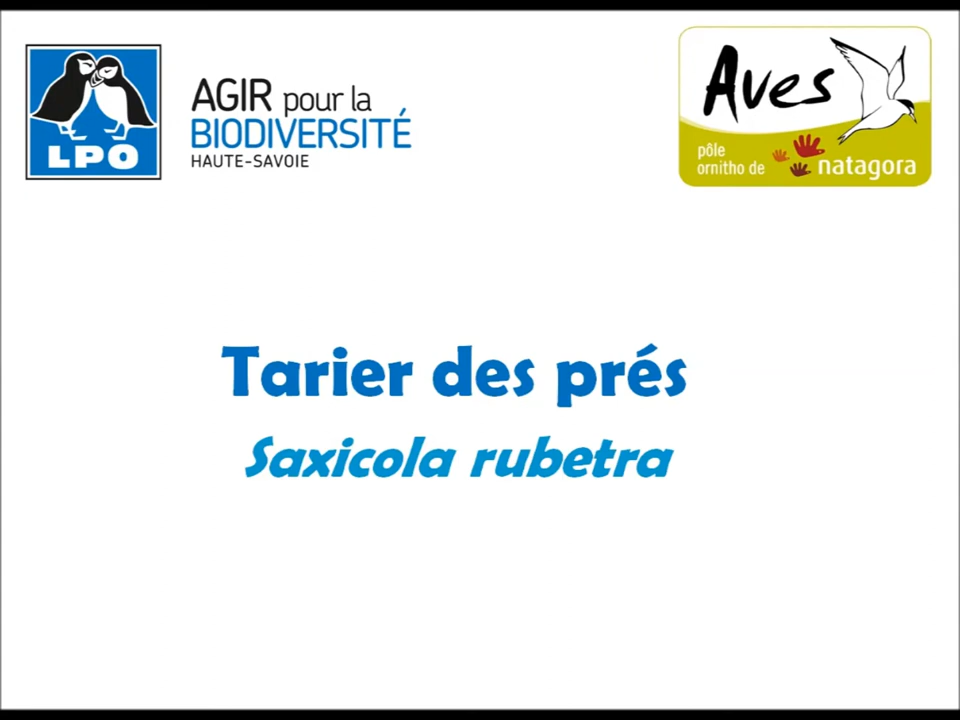 LPO
AGIR pour la
BIODIVERSITÉ
HAUTE-SAVOIE
Aves
pôle
ornitho de natagora
Tarier des prés
Saxicola rubetra